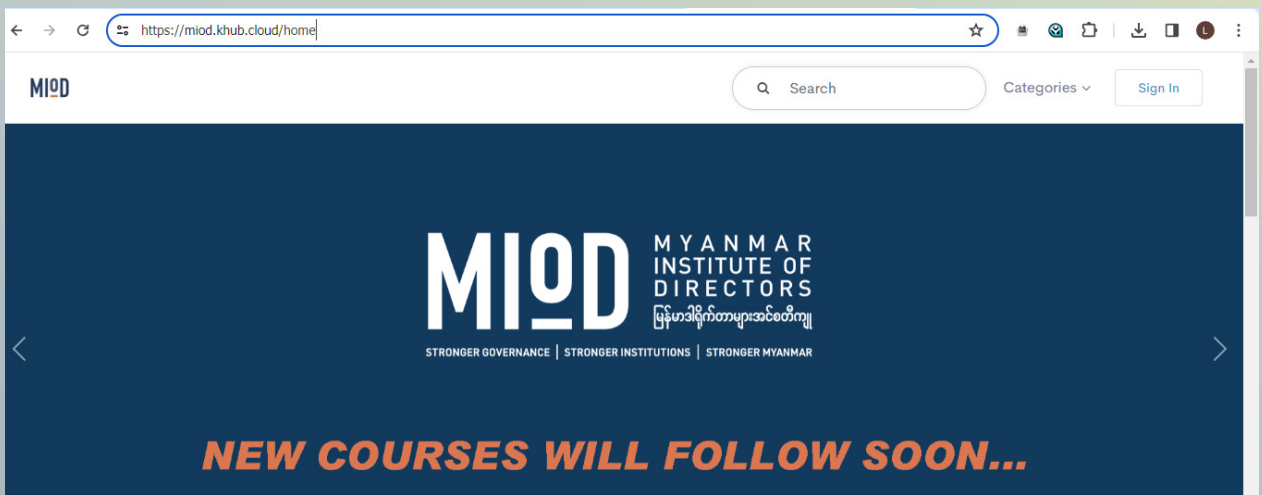 https://miod.khub.cloud/home
L
MIOD
Search
Categories
Sign In
MIOD
MYANMAR
INSTITUTE OF
DIRECTORS
မြန်မာဒါရိုက်တာများအင်စတီကျု
STRONGER GOVERNANCE | STRONGER INSTITUTIONS | STRONGER MYANMAR
NEW COURSES WILL FOLLOW SOON...